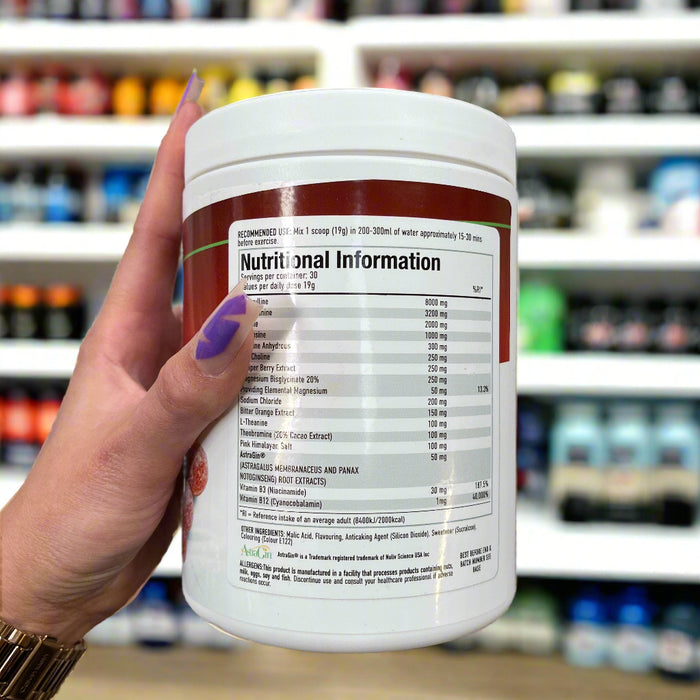 RECOMMENDED USE: Mix 1 scoop (19g) in 200-300ml of water approximately 15-30 mins
before exercise.
Nutritional Information
Servings per container: 30
Values per daily dose 19g %RI*
8000 mg
3200 mg
2000 mg
1000 mg
Anhydrous 300 mg
Choline 250 mg
Berry Extract 250 mg
Magnesium Bisglycinate 20% 250 mg
Providing Elemental Magnesium 50 mg 13.3%
Sodium Chloride 200 mg
Bitter Orange Extract 150 mg
L-Theanine 100 mg
Theobromine (20% Cacao Extract) 100 mg
Pink Himalayan Salt 100 mg
AstraGin® 50 mg
(ASTRAGALUS MEMBRANACEUS AND PANAX
NOTOGINSENG) ROOT EXTRACTS)
Vitamin B3 (Niacinamide) 30 mg 187.5%
Vitamin B12 (Cyanocobalamin) 1mg 40,000%
*RI = Reference intake of an average adult (8400kJ/2000kcal)
OTHER INGREDIENTS: Malic Acid, Flavouring, Anticaking Agent (Silicon Dioxide), Sweetener (Sucralose),
Colouring (Colour E122)
AstraGin AstraGin® is a Trademark registered trademark of NuLiv Science USA Inc
ALLERGENS: This product is manufactured in a facility that processes products containing nuts,
milk, eggs, soy and fish. Discontinue use and consult your healthcare professional if adverse
reactions occur.
BEST BEFORE END &
BATCH NUMBER
BASE